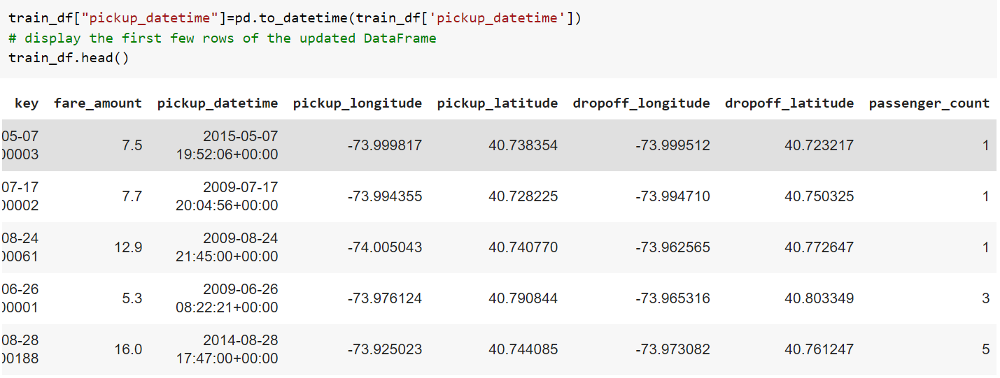 train_df["pickup_datetime"]=pd.to_datetime(train_df['pickup_datetime'])
# display the first few rows of the updated DataFrame
train_df.head()
key fare_amount pickup_datetime pickup_longitude pickup_latitude dropoff_longitude dropoff_latitude passenger_count
05-07 2015-05-07
00003 7.5 19:52:06+00:00 -73.999817 40.738354 -73.999512 40.723217 1
07-17 2009-07-17
00002 7.7 20:04:56+00:00 -73.994355 40.728225 -73.994710 40.750325 1
08-24 2009-08-24
00061 12.9 21:45:00+00:00 -74.005043 40.740770 -73.962565 40.772647 1
06-26 2009-06-26
00001 5.3 08:22:21+00:00 -73.976124 40.790844 -73.965316 40.803349 3
08-28 2014-08-28
00188 16.0 17:47:00+00:00 -73.925023 40.744085 -73.973082 40.761247 5